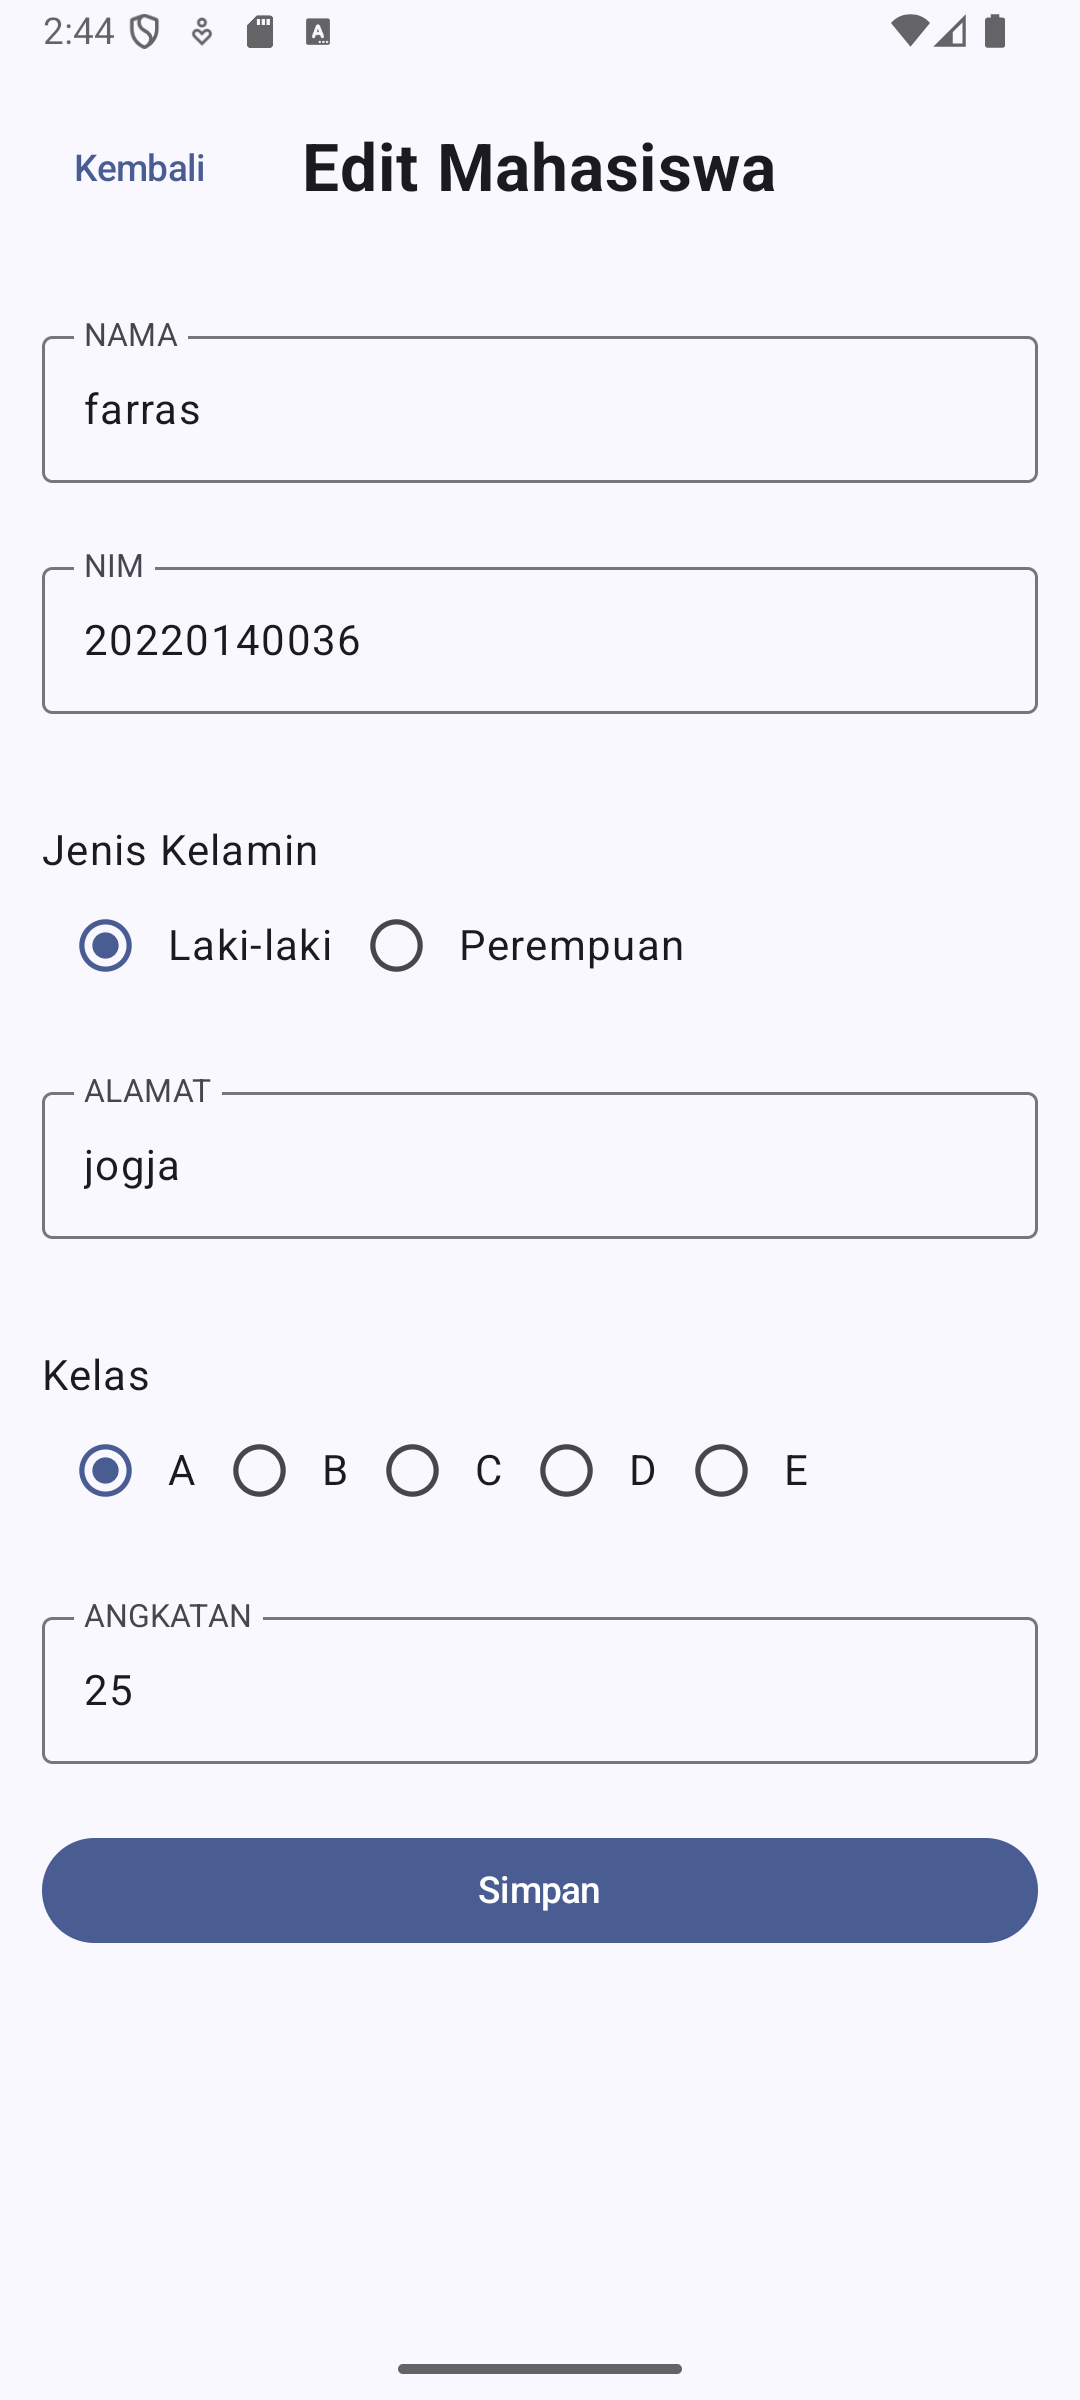 2:44
Kembali
Edit Mahasiswa
NAMA
farras
NIM
20220140036
Jenis Kelamin
Laki-laki
Perempuan
ALAMAT
jogja
Kelas
A B C D E
ANGKATAN
25
Simpan